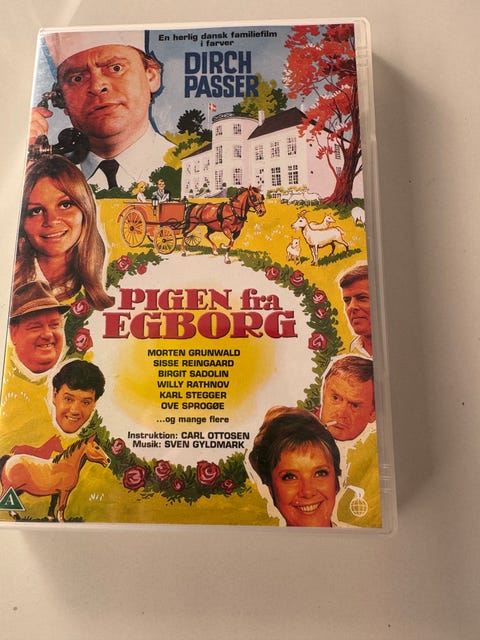 En herlig dansk familiefilm
i farver
DIRCH
PASSER
PIGEN fra
EGBORG
MORTEN GRUNWALD
SISSE REINGAARD
BIRGIT SADOLIN
WILLY RATHNOV
KARL STEGGER
OVE SPROGØE
...og mange flere
Instruktion: CARL OTTOSEN
Musik: SVEN GYLDMARK
A